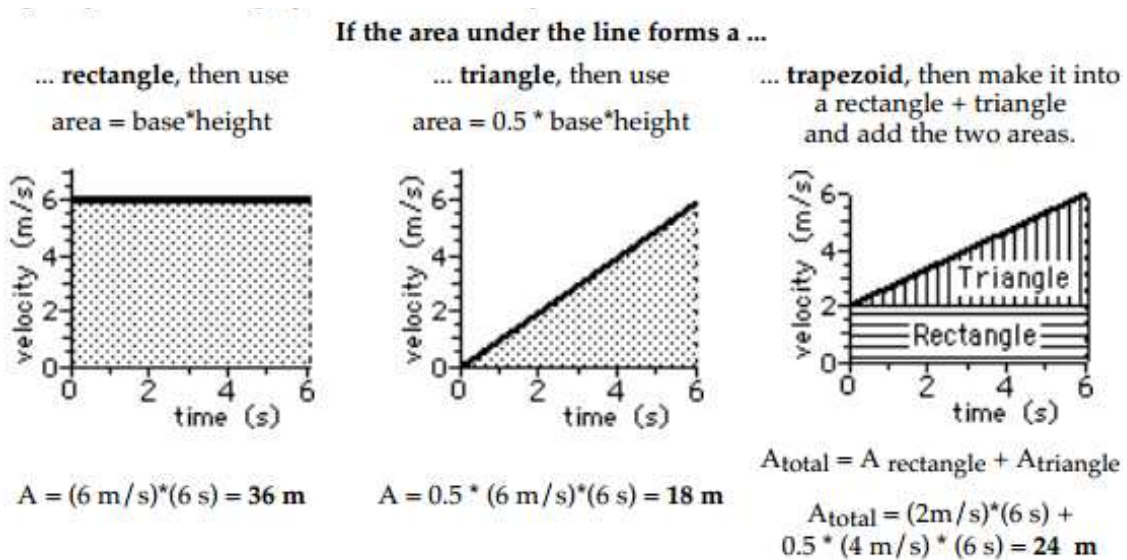 If the area under the line forms a ...
... rectangle, then use
area = base*height
velocity (m/s)
6
4
2
0
0 2 4 6
time (s)
A = (6 m/s)*(6 s) = 36 m
... triangle, then use
area = 0.5 * base*height
velocity (m/s)
6
4
2
0
0 2 4 6
time (s)
A = 0.5 * (6 m/s)*(6 s) = 18 m
... trapezoid, then make it into
a rectangle + triangle
and add the two areas.
velocity (m/s)
6
4
2
0
Triangle
Rectangle
0 2 4 6
time (s)
Atotal = A rectangle + Atriangle
Atotal = (2m/s)*(6 s) +
0.5 * (4 m/s) * (6 s) = 24 m